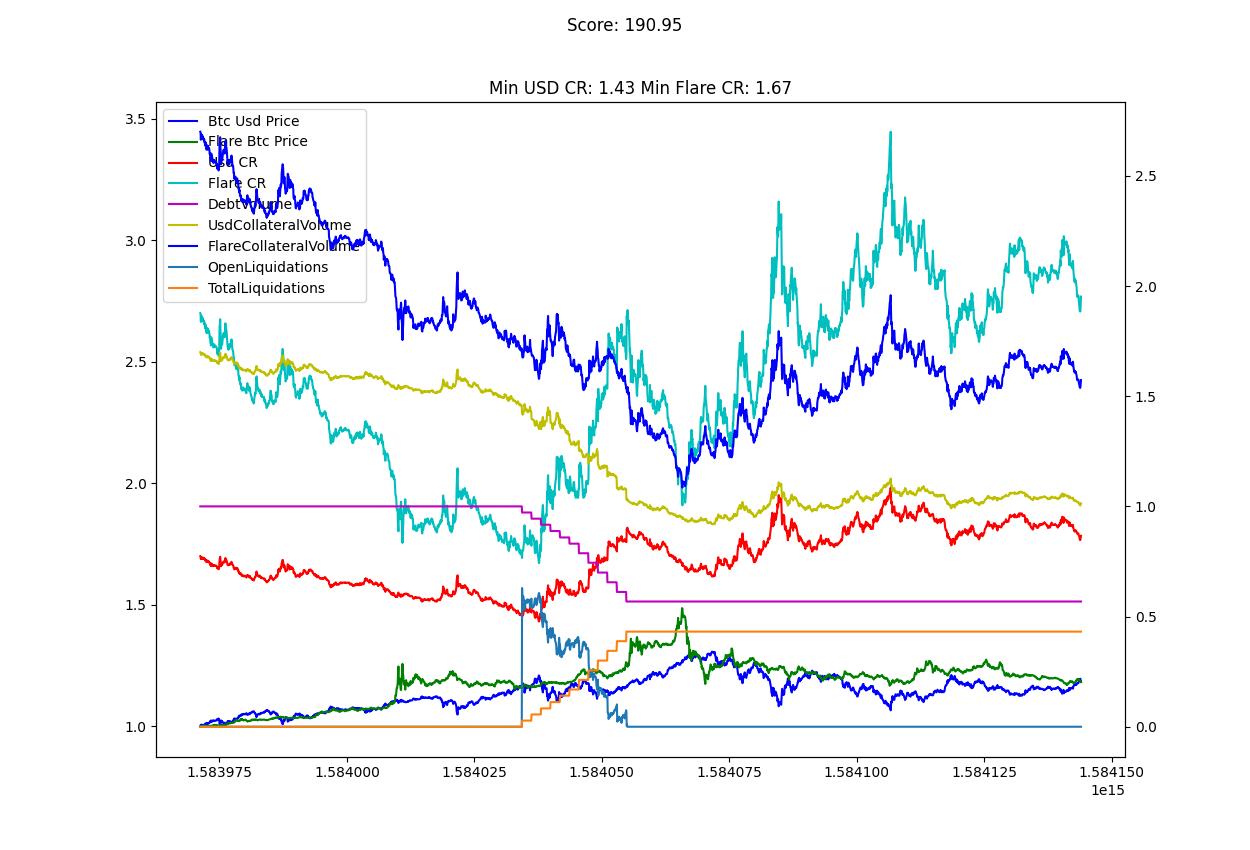 Score: 190.95
Min USD CR: 1.43 Min Flare CR: 1.67
Btc Usd Price
Flare Btc Price
Usd CR
Flare CR
DebtVolume
UsdCollateralVolume
FlareCollateralVolume
OpenLiquidations
TotalLiquidations
3.5
3.0
2.5
2.0
1.5
1.0
2.5
2.0
1.5
1.0
0.5
0.0
1.583975 1.584000 1.584025 1.584050 1.584075 1.584100 1.584125 1.584150
1e15